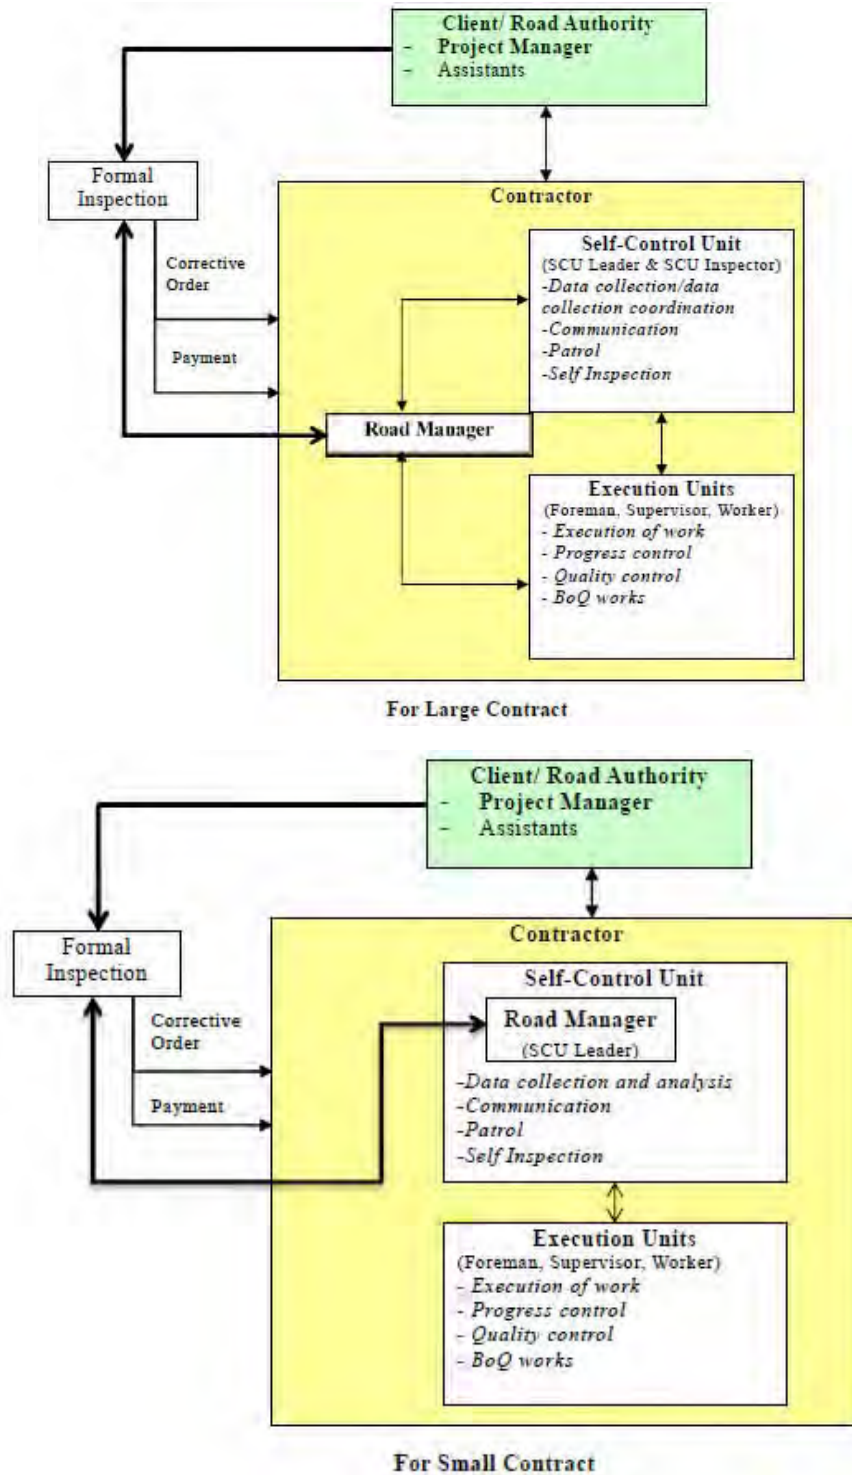 Client/ Road Authority
- Project Manager
- Assistants
Formal
Inspection
Contractor
Self-Control Unit
(SCU Leader & SCU Inspector)
-Data collection/data
collection coordination
-Communication
-Patrol
-Self Inspection
Corrective
Order
Payment
Road Manager
Execution Units
(Foreman, Supervisor, Worker)
- Execution of work
- Progress control
- Quality control
- BoQ works
For Large Contract
Client/ Road Authority
- Project Manager
- Assistants
Formal
Inspection
Contractor
Self-Control Unit
Road Manager
(SCU Leader)
-Data collection and analysis
-Communication
-Patrol
-Self Inspection
Corrective
Order
Payment
Execution Units
(Foreman, Supervisor, Worker)
- Execution of work
- Progress control
- Quality control
- BoQ works
For Small Contract